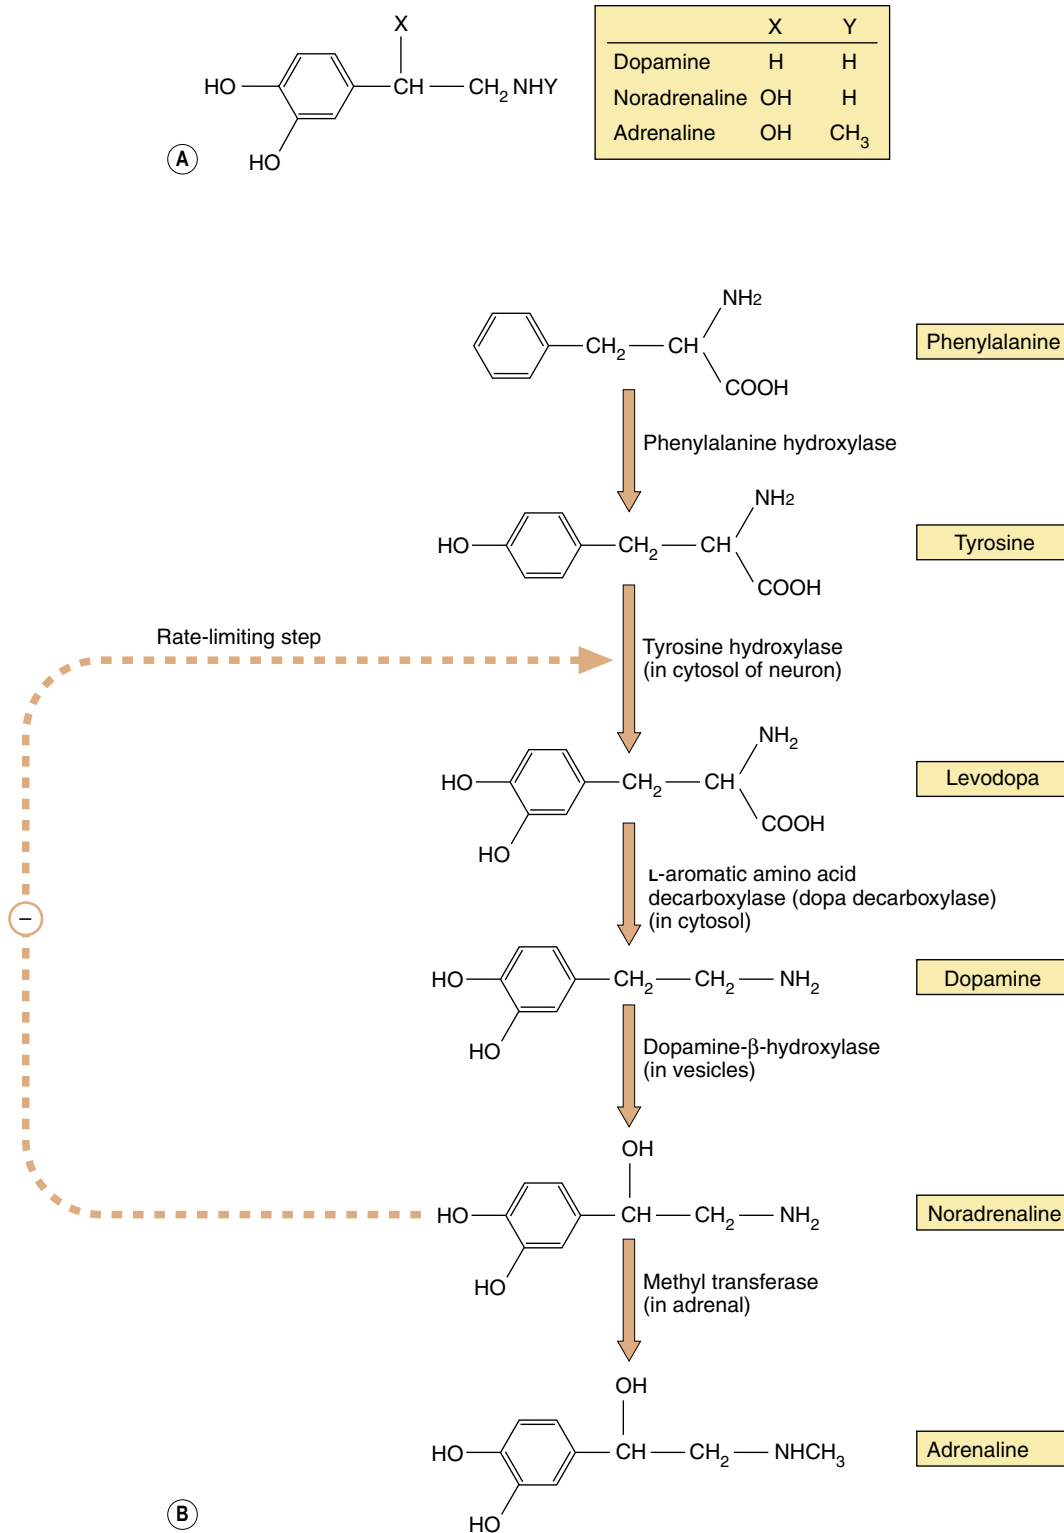 X
HO
CH
CH2
NHY
HO
A
X Y
Dopamine H H
Noradrenaline OH H
Adrenaline OH CH3
NH2
CH2
CH
COOH
Phenylalanine
Phenylalanine hydroxylase
NH2
HO
CH2
CH
COOH
Tyrosine
Rate-limiting step
Tyrosine hydroxylase
(in cytosol of neuron)
NH2
HO
CH2
CH
COOH
HO
Levodopa
L-aromatic amino acid
decarboxylase (dopa decarboxylase)
(in cytosol)
−
HO
CH2
CH2
NH2
HO
Dopamine
Dopamine-β-hydroxylase
(in vesicles)
OH
HO
CH
CH2
NH2
HO
Noradrenaline
Methyl transferase
(in adrenal)
OH
HO
CH
CH2
NHCH3
HO
Adrenaline
B